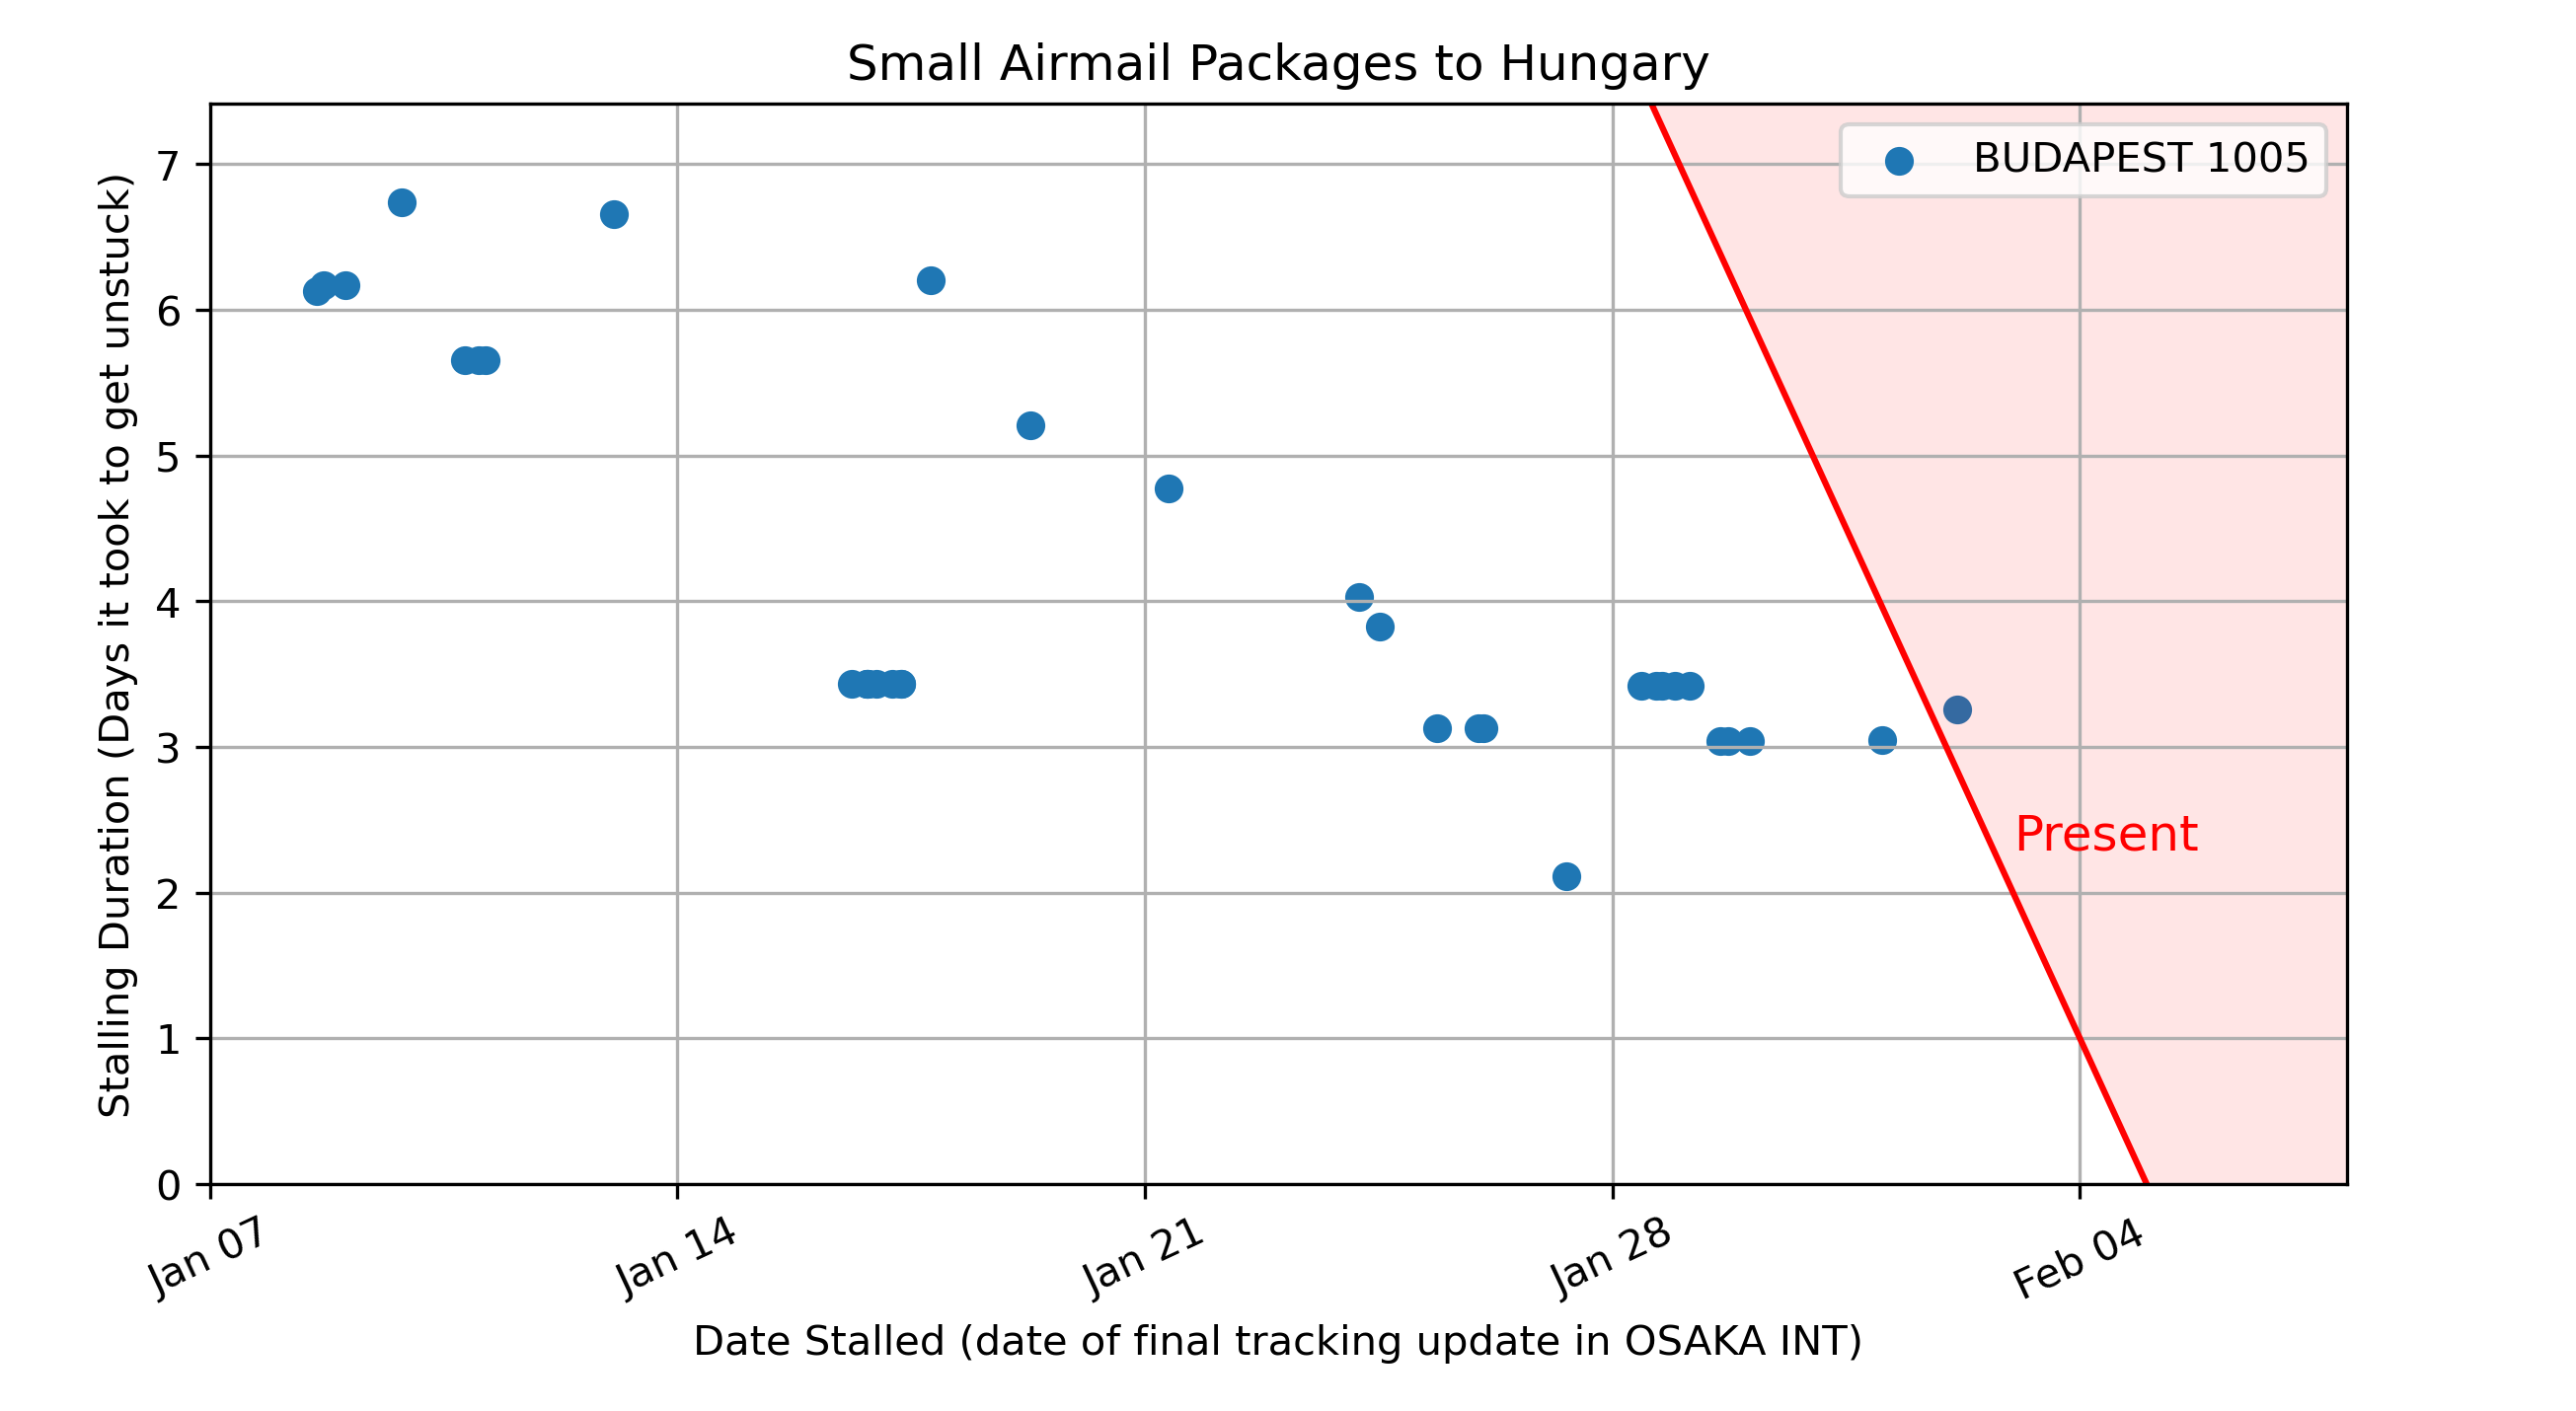 Small Airmail Packages to Hungary
BUDAPEST 1005
7
6
5
4
3
2
1
0
Stalling Duration (Days it took to get unstuck)
Present
Jan 07
Jan 14
Jan 21
Jan 28
Feb 04
Date Stalled (date of final tracking update in OSAKA INT)